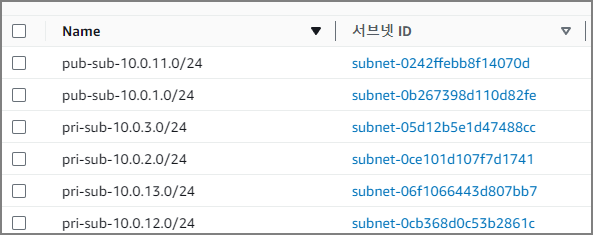 Name 서브넷 ID
pub-sub-10.0.11.0/24 subnet-0242ffebb8f14070d
pub-sub-10.0.1.0/24 subnet-0b267398d110d82fe
pri-sub-10.0.3.0/24 subnet-05d12b5e1d47488cc
pri-sub-10.0.2.0/24 subnet-0ce101d107f7d1741
pri-sub-10.0.13.0/24 subnet-06f1066443d807bb7
pri-sub-10.0.12.0/24 subnet-0cb368d0c53b2861c